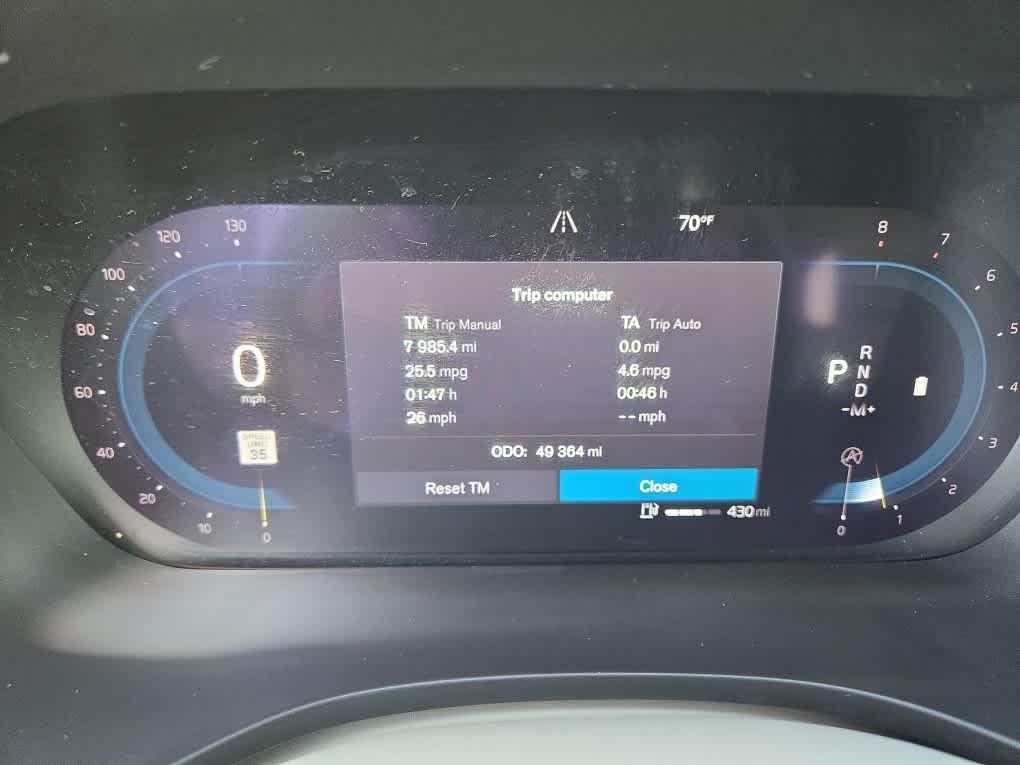 70°F
130
120
100
80
60
40
20
10
0
0
mph
SPEED
LIMIT
35
Trip computer
TM Trip Manual
7 985.4 mi
25.5 mpg
01:47 h
26 mph
TA Trip Auto
0.0 mi
4.6 mpg
00:46 h
-- mph
ODO: 49 364 mi
Reset TM
Close
430 mi
P
R
N
D
-M+
A
8
7
6
5
4
3
2
1
0